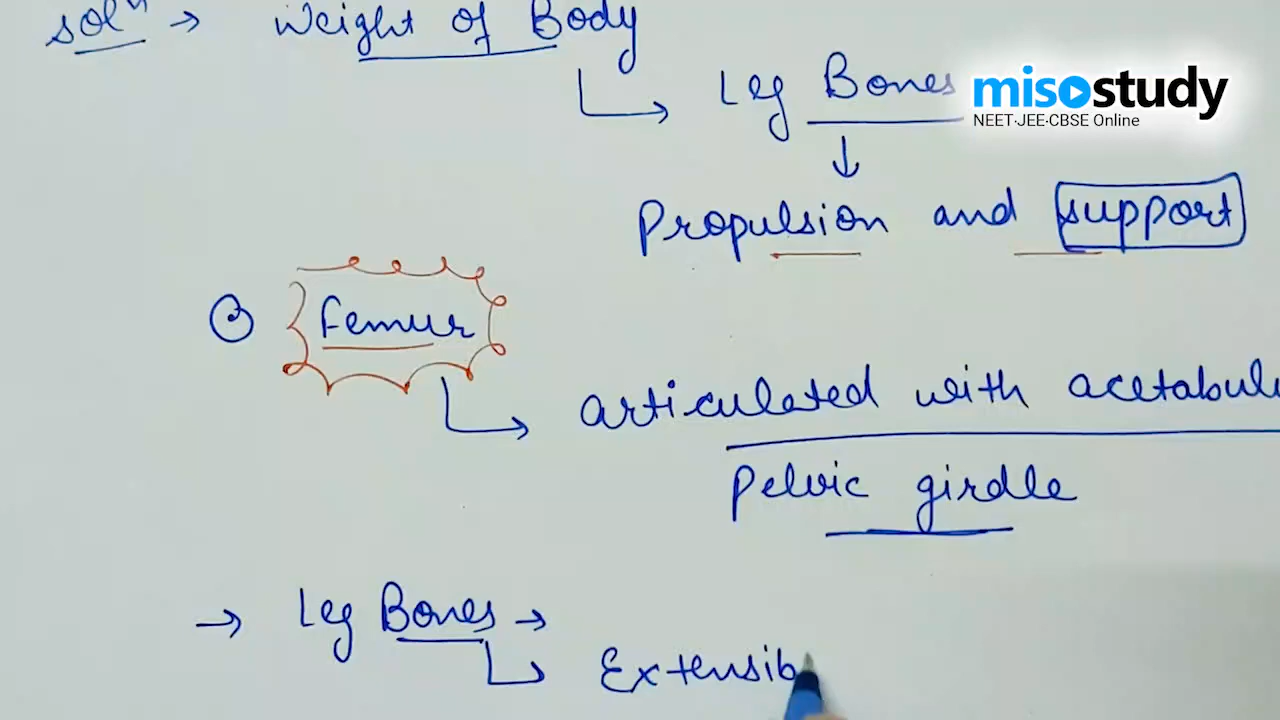 solⁿ → Weight of Body
Leg Bones
misostudy
NEET·JEE·CBSE Online
Propulsion and support
Femur
articulated with acetabul
Pelvic girdle
→ Leg Bones →
Extensib